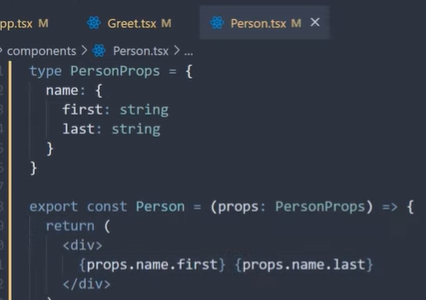 pp.tsx M Greet.tsx M Person.tsx M ×
components > Person.tsx > ...
type PersonProps = {
name: {
first: string
last: string
}
}
export const Person = (props: PersonProps) => {
return (
<div>
{props.name.first} {props.name.last}
</div>
)